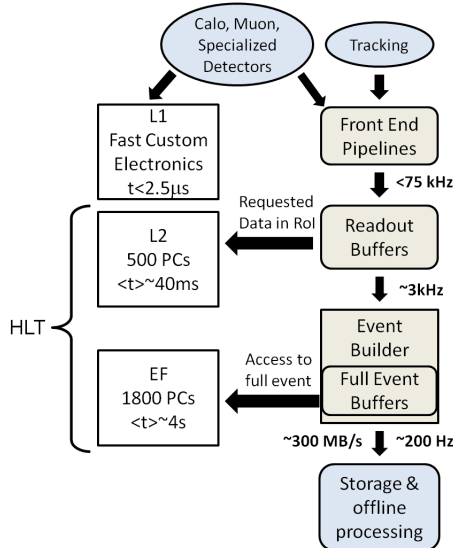 Calo, Muon,
Specialized
Detectors
Tracking
L1
Fast Custom
Electronics
t<2.5μs
Front End
Pipelines
<75 kHz
Requested
Data in RoI
L2
500 PCs
<t>~40ms
Readout
Buffers
~3kHz
HLT
Event
Builder
Full Event
Buffers
Access to
full event
EF
1800 PCs
<t>~4s
~300 MB/s
~200 Hz
Storage &
offline
processing